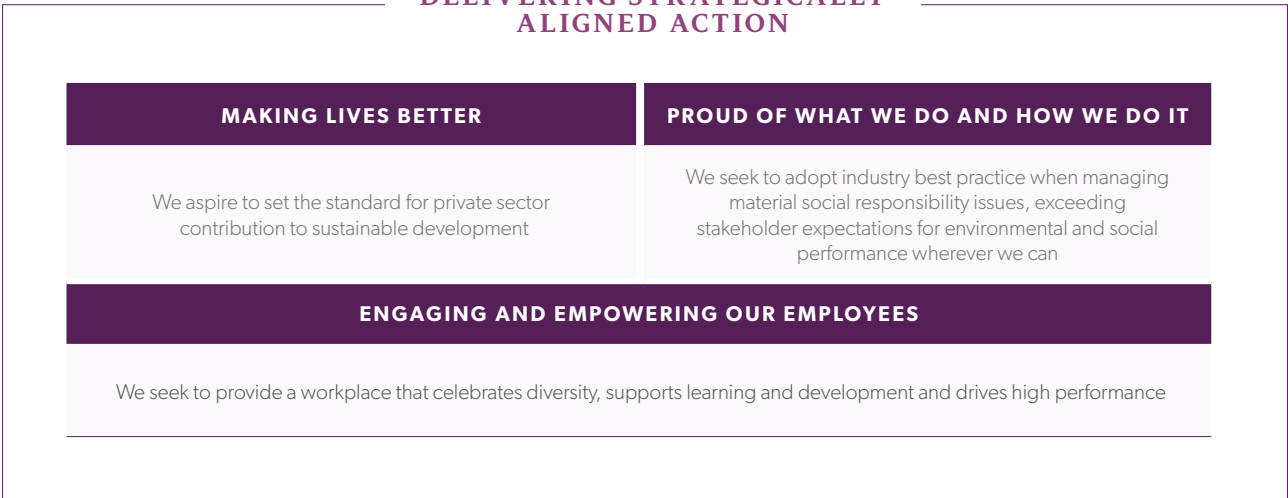 DELIVERING STRATEGICALLY
ALIGNED ACTION
MAKING LIVES BETTER
We aspire to set the standard for private sector
contribution to sustainable development
PROUD OF WHAT WE DO AND HOW WE DO IT
We seek to adopt industry best practice when managing
material social responsibility issues, exceeding
stakeholder expectations for environmental and social
performance wherever we can
ENGAGING AND EMPOWERING OUR EMPLOYEES
We seek to provide a workplace that celebrates diversity, supports learning and development and drives high performance